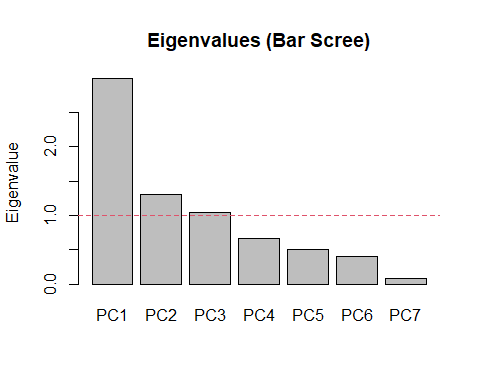 Eigenvalues (Bar Scree)
Eigenvalue
2.0
1.0
0.0
PC1 PC2 PC3 PC4 PC5 PC6 PC7